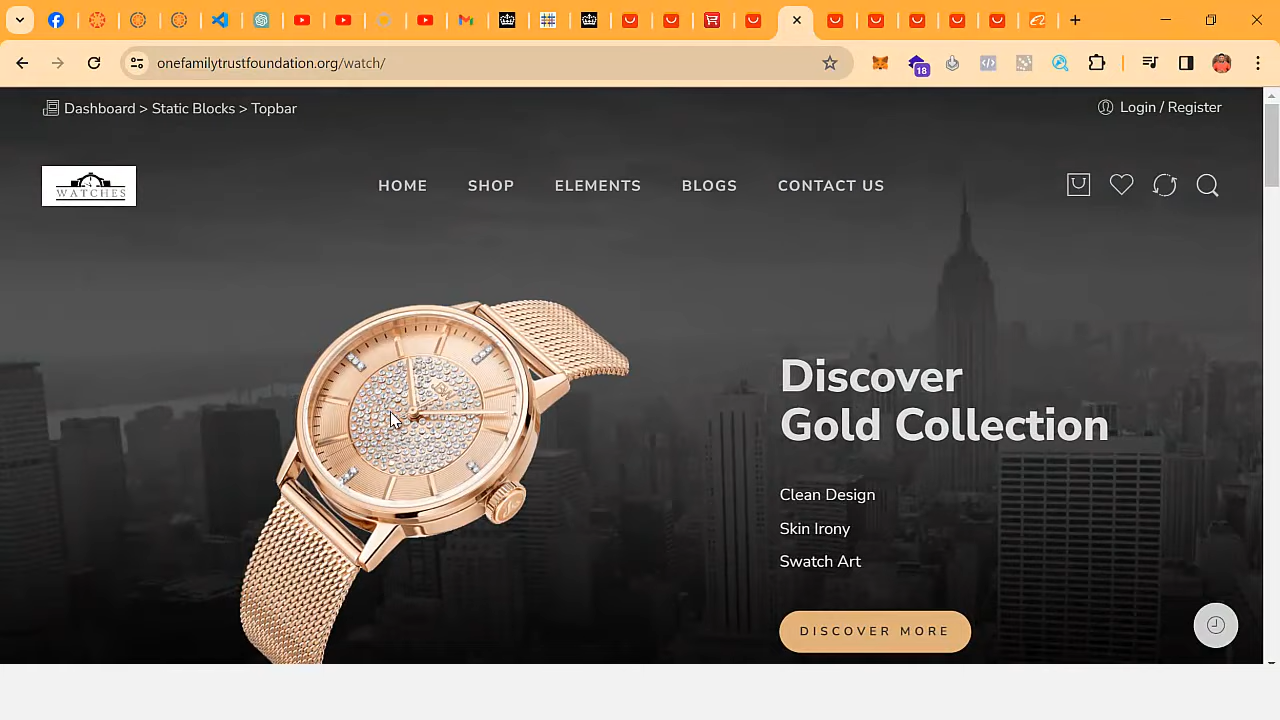 onefamilytrustfoundation.org/watch/
18
Dashboard > Static Blocks > Topbar
Login / Register
WATCHES
HOME
SHOP
ELEMENTS
BLOGS
CONTACT US
Discover
Gold Collection
Clean Design
Skin Irony
Swatch Art
DISCOVER MORE